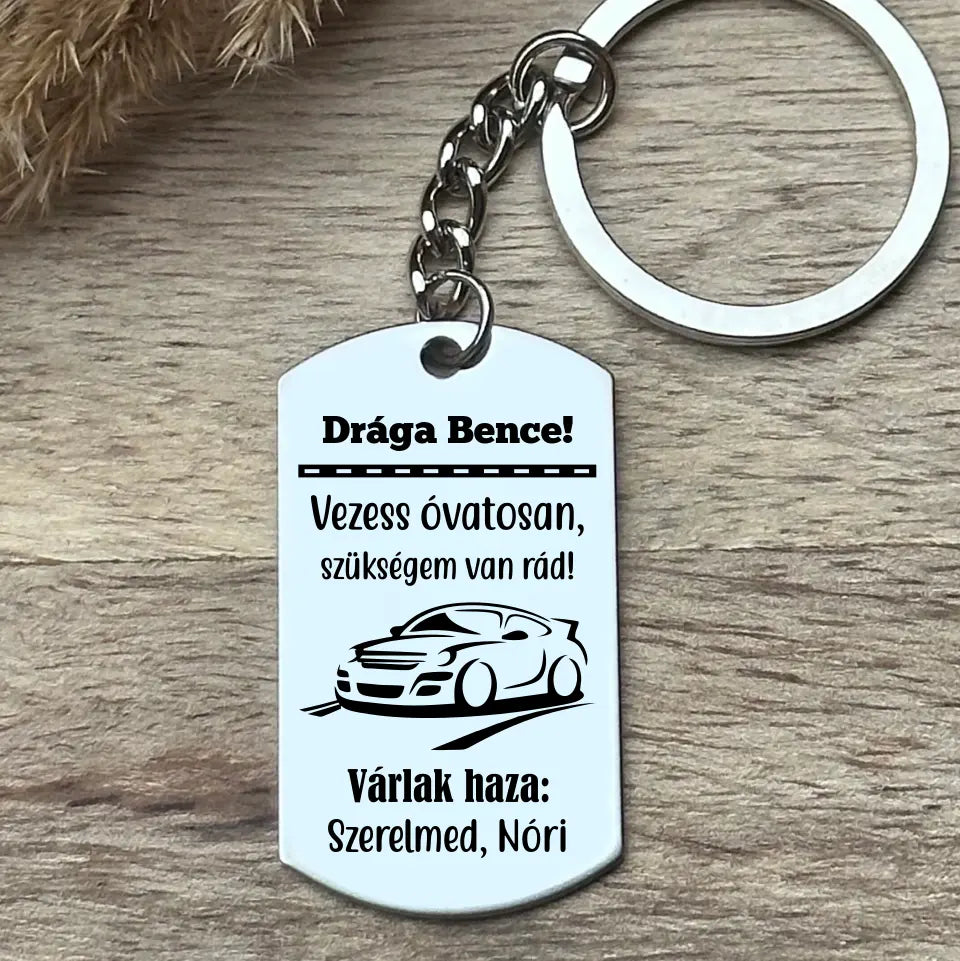 Drága Bence!
Vezess óvatosan,
szükségem van rád!
Várlak haza:
Szerelmed, Nóri